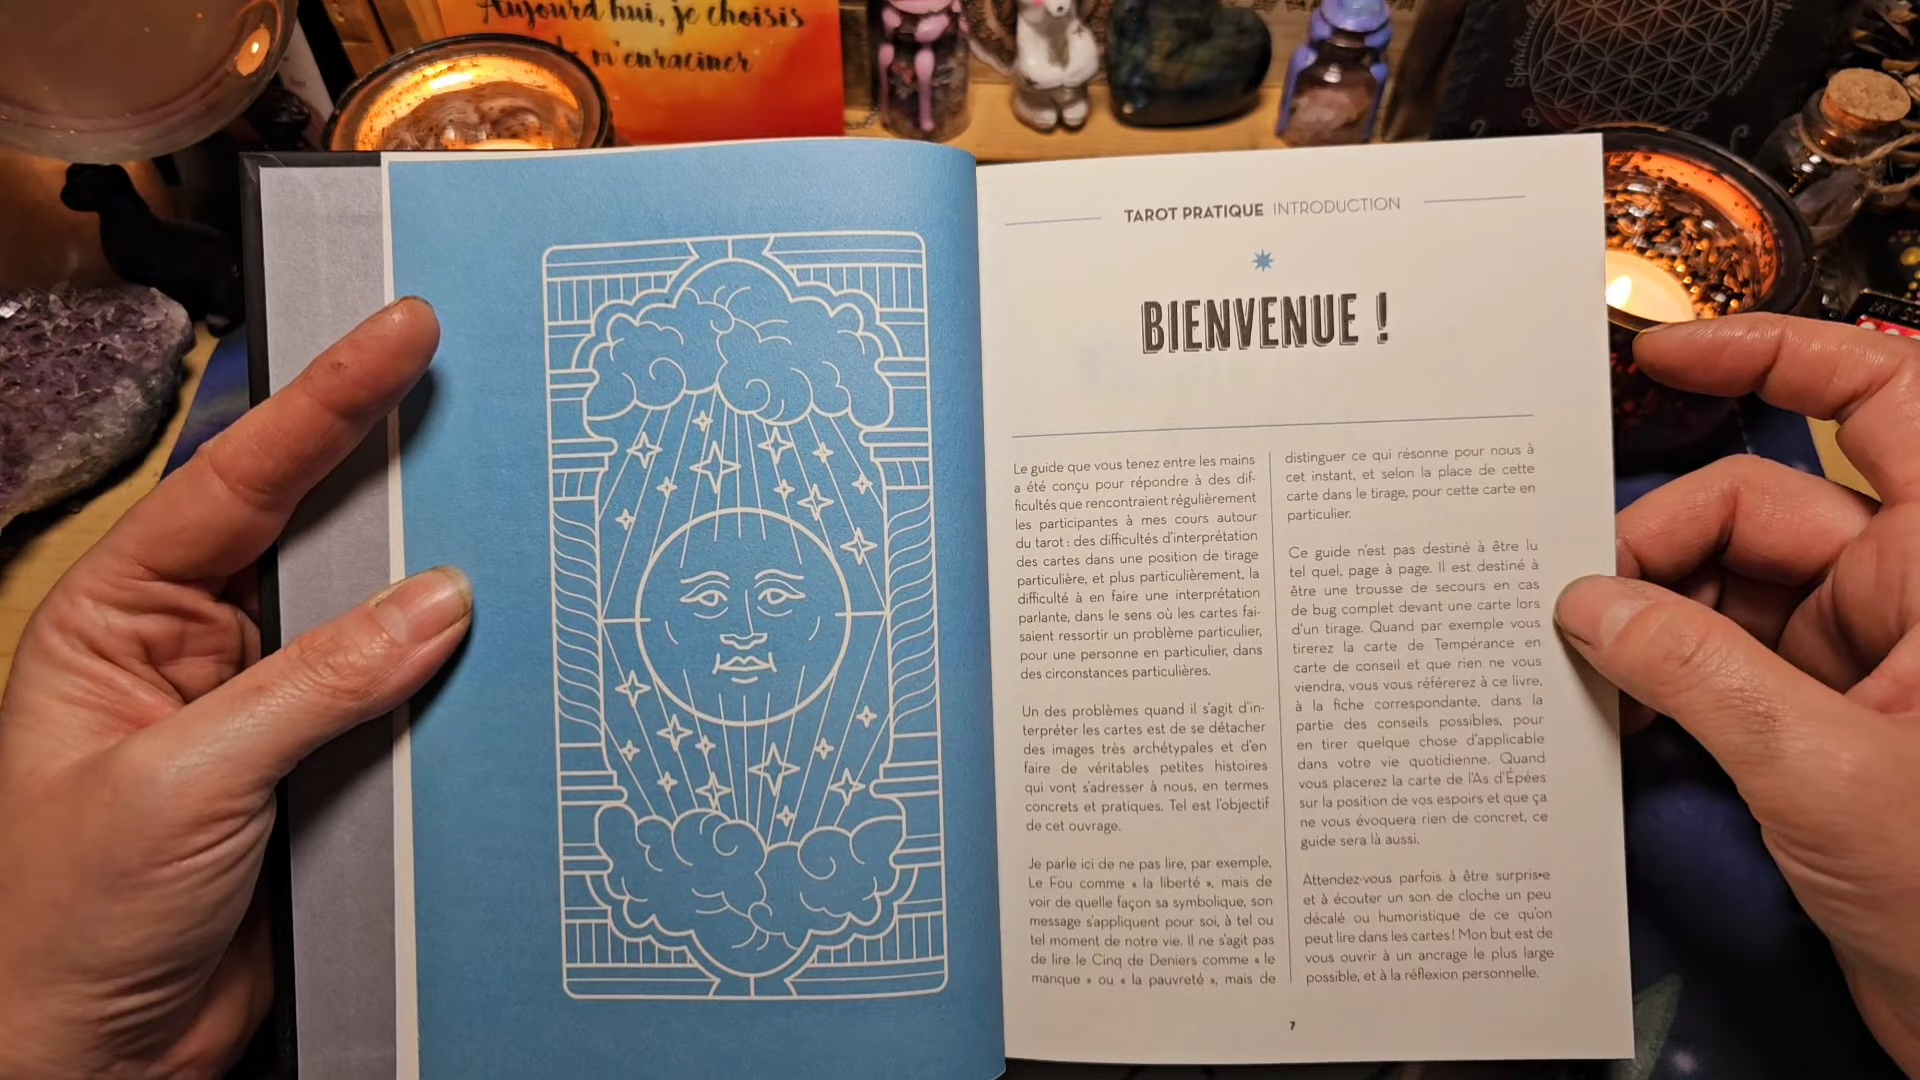 Aujourd'hui, je choisis
m'enraciner
TAROT PRATIQUE INTRODUCTION
BIENVENUE !
Le guide que vous tenez entre les mains
a été conçu pour répondre à des dif-
ficultés que rencontraient régulièrement
les participantes à mes cours autour
du tarot : des difficultés d'interprétation
des cartes dans une position de tirage
particulière, et plus particulièrement, la
difficulté à en faire une interprétation
parlante, dans le sens où les cartes fai-
saient ressortir un problème particulier,
pour une personne en particulier, dans
des circonstances particulières.
Un des problèmes quand il s'agit d'in-
terpréter les cartes est de se détacher
des images très archétypales et d'en
faire de véritables petites histoires
qui vont s'adresser à nous, en termes
concrets et pratiques. Tel est l'objectif
de cet ouvrage.
Je parle ici de ne pas lire, par exemple,
Le Fou comme « la liberté », mais de
voir de quelle façon sa symbolique, son
message s'appliquent pour soi, à tel ou
tel moment de notre vie. Il ne s'agit pas
de lire le Cinq de Deniers comme « le
manque » ou « la pauvreté », mais de
distinguer ce qui résonne pour nous à
cet instant, et selon la place de cette
carte dans le tirage, pour cette carte en
particulier.
Ce guide n'est pas destiné à être lu
tel quel, page à page. Il est destiné à
être une trousse de secours en cas
de bug complet devant une carte lors
d'un tirage. Quand par exemple vous
tirerez la carte de Tempérance en
carte de conseil et que rien ne vous
viendra, vous vous référerez à ce livre,
à la fiche correspondante, dans la
partie des conseils possibles, pour
en tirer quelque chose d'applicable
dans votre vie quotidienne. Quand
vous placerez la carte de l'As d'Épées
sur la position de vos espoirs et que ça
ne vous évoquera rien de concret, ce
guide sera là aussi.
Attendez-vous parfois à être surpris•e
et à écouter un son de cloche un peu
décalé ou humoristique de ce qu'on
peut lire dans les cartes ! Mon but est de
vous ouvrir à un ancrage le plus large
possible, et à la réflexion personnelle.
7